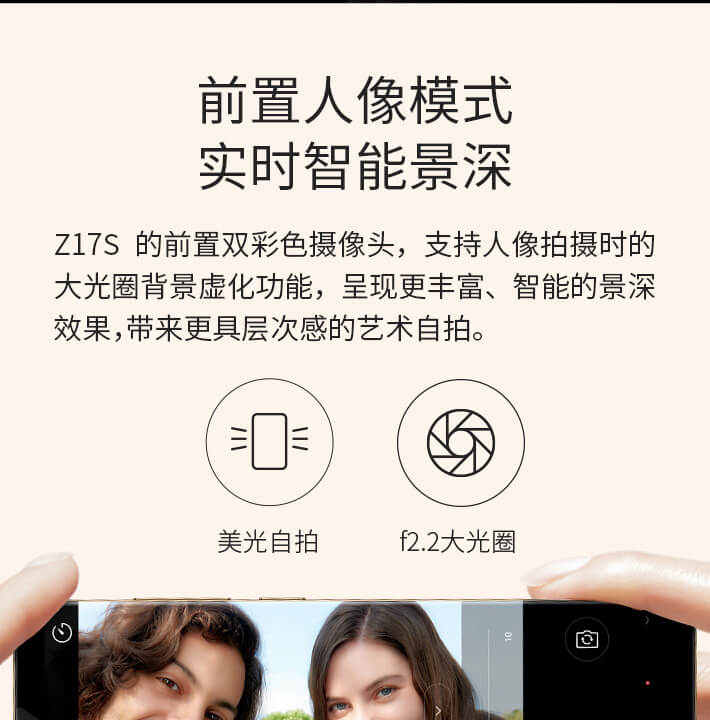 前置人像模式
实时智能景深
Z17S 的前置双彩色摄像头，支持人像拍摄时的
大光圈背景虚化功能，呈现更丰富、智能的景深
效果，带来更具层次感的艺术自拍。
美光自拍
f2.2大光圈
10